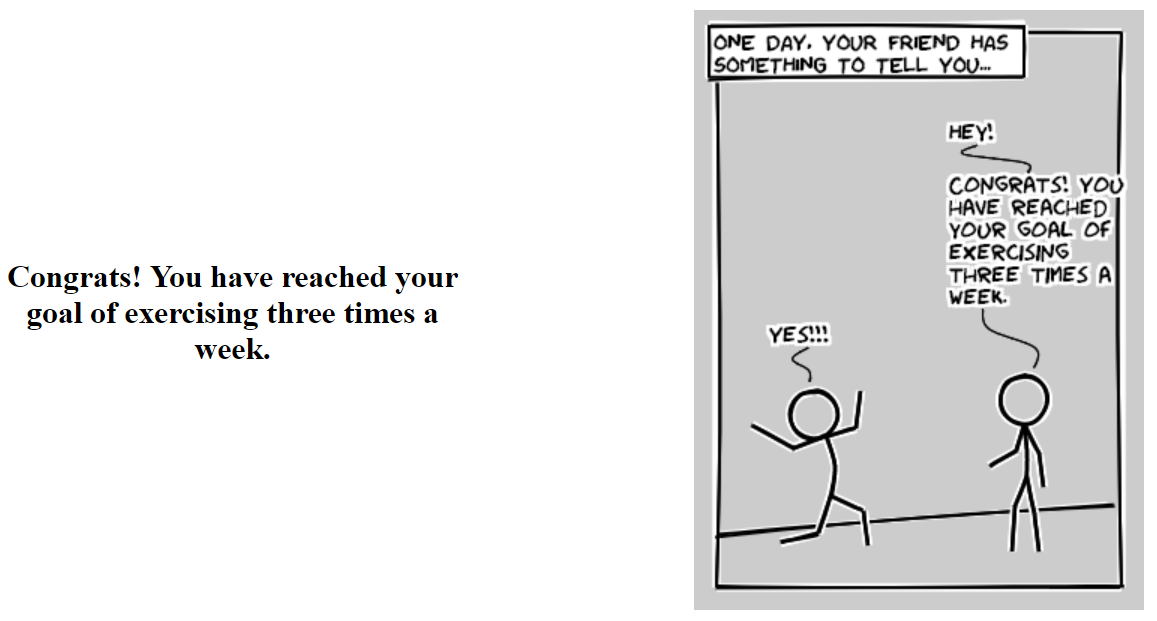 Congrats! You have reached your
goal of exercising three times a
week.
ONE DAY, YOUR FRIEND HAS
SOMETHING TO TELL YOU...
HEY!
CONGRATS! YOU
HAVE REACHED
YOUR GOAL OF
EXERCISING
THREE TIMES A
WEEK.
YES!!!